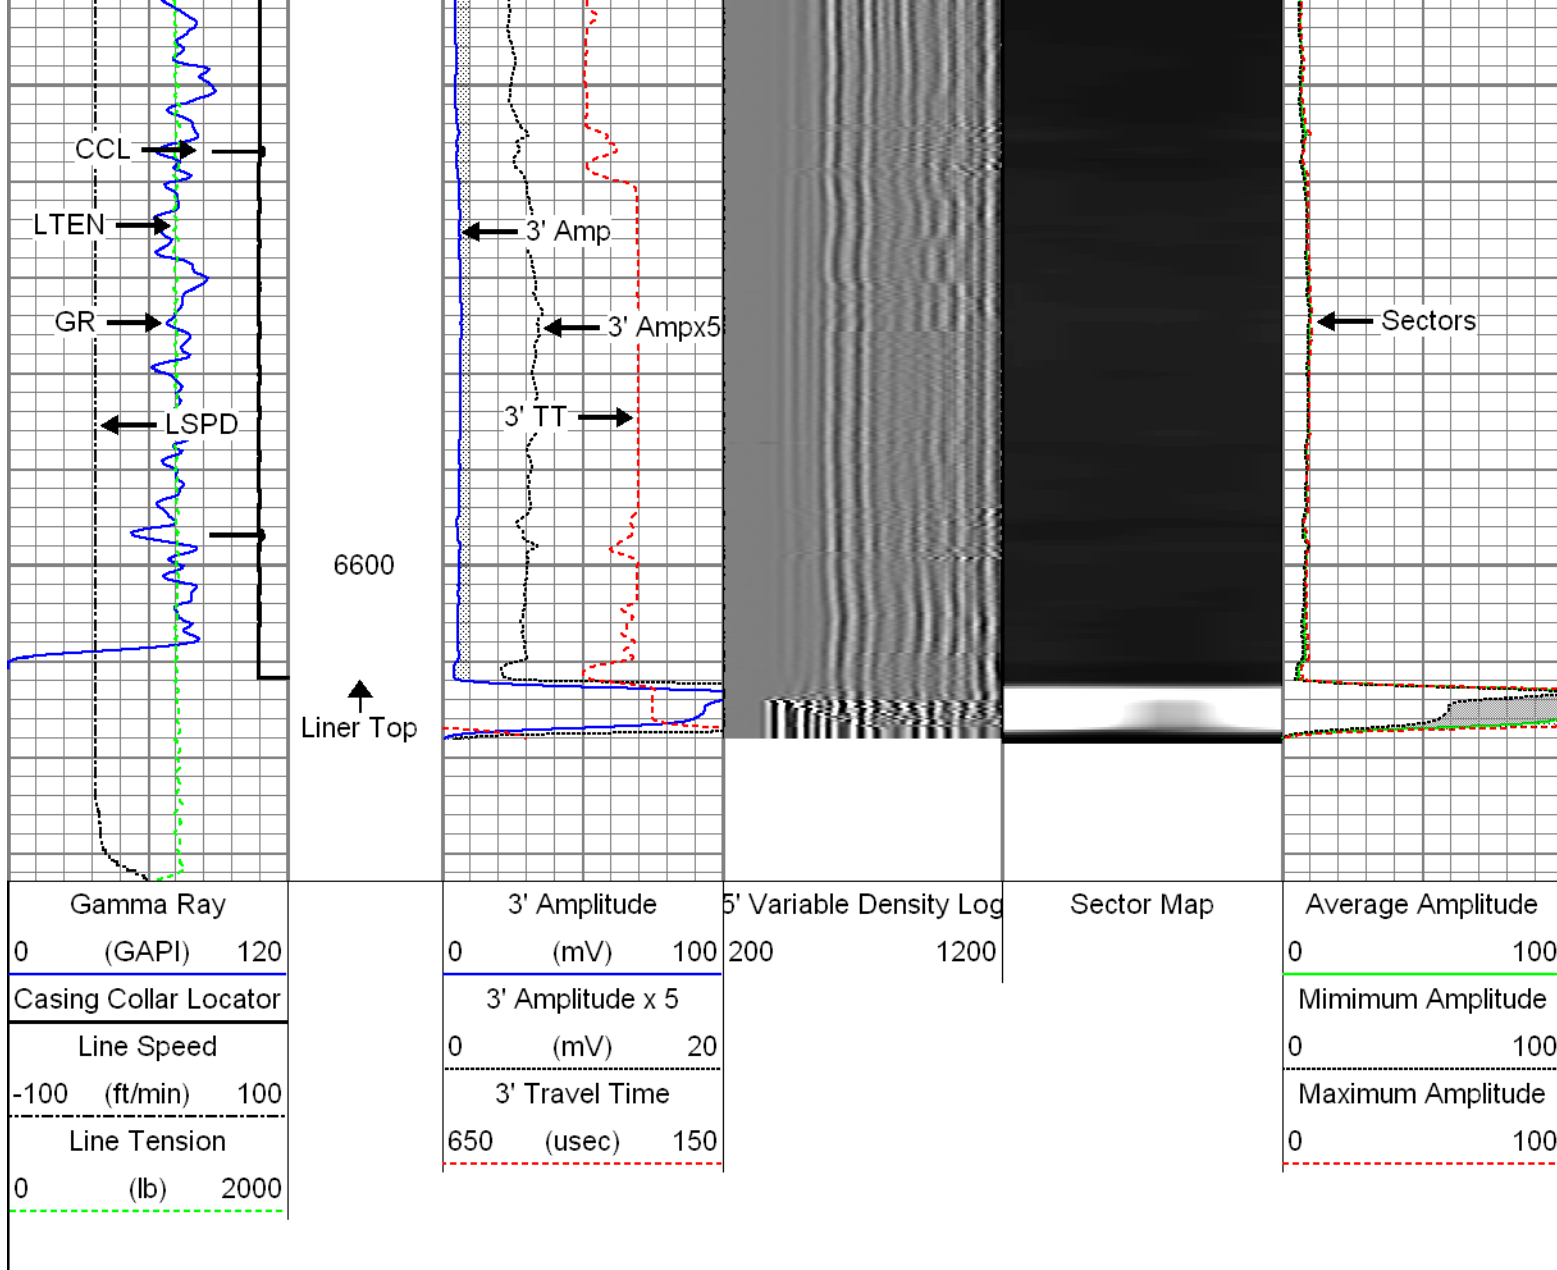 CCL
LTEN
3' Amp
GR
3' Ampx5
Sectors
3' TT
LSPD
6600
Liner Top
Gamma Ray
0 (GAPI) 120
Casing Collar Locator
Line Speed
-100 (ft/min) 100
Line Tension
0 (lb) 2000
3' Amplitude
0 (mV) 100
3' Amplitude x 5
0 (mV) 20
3' Travel Time
650 (usec) 150
5' Variable Density Log
200 1200
Sector Map
Average Amplitude
0 100
Mimimum Amplitude
0 100
Maximum Amplitude
0 100